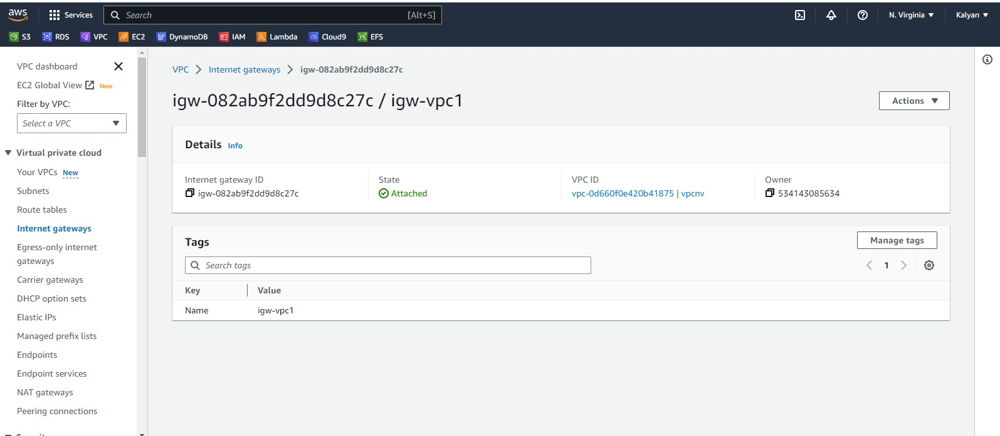 aws Services Search [Alt+S] N. Virginia Kalyan
S3 RDS VPC EC2 DynamoDB IAM Lambda Cloud9 EFS
VPC dashboard
EC2 Global View New
Filter by VPC:
Select a VPC
Virtual private cloud
Your VPCs New
Subnets
Route tables
Internet gateways
Egress-only internet
gateways
Carrier gateways
DHCP option sets
Elastic IPs
Managed prefix lists
Endpoints
Endpoint services
NAT gateways
Peering connections
VPC > Internet gateways > igw-082ab9f2dd9d8c27c
igw-082ab9f2dd9d8c27c / igw-vpc1
Actions
Details Info
Internet gateway ID
igw-082ab9f2dd9d8c27c
State
Attached
VPC ID
vpc-0d660f0e420b41875 | vpcnv
Owner
534143085634
Tags
Manage tags
Search tags
1
Key Value
Name igw-vpc1